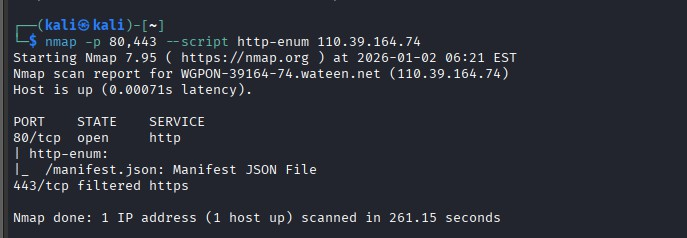 ┌──(kali㉿kali)-[~]
└─$ nmap -p 80,443 --script http-enum 110.39.164.74
Starting Nmap 7.95 ( https://nmap.org ) at 2026-01-02 06:21 EST
Nmap scan report for WGPON-39164-74.wateen.net (110.39.164.74)
Host is up (0.00071s latency).

PORT    STATE    SERVICE
80/tcp  open     http
| http-enum:
|_  /manifest.json: Manifest JSON File
443/tcp filtered https

Nmap done: 1 IP address (1 host up) scanned in 261.15 seconds